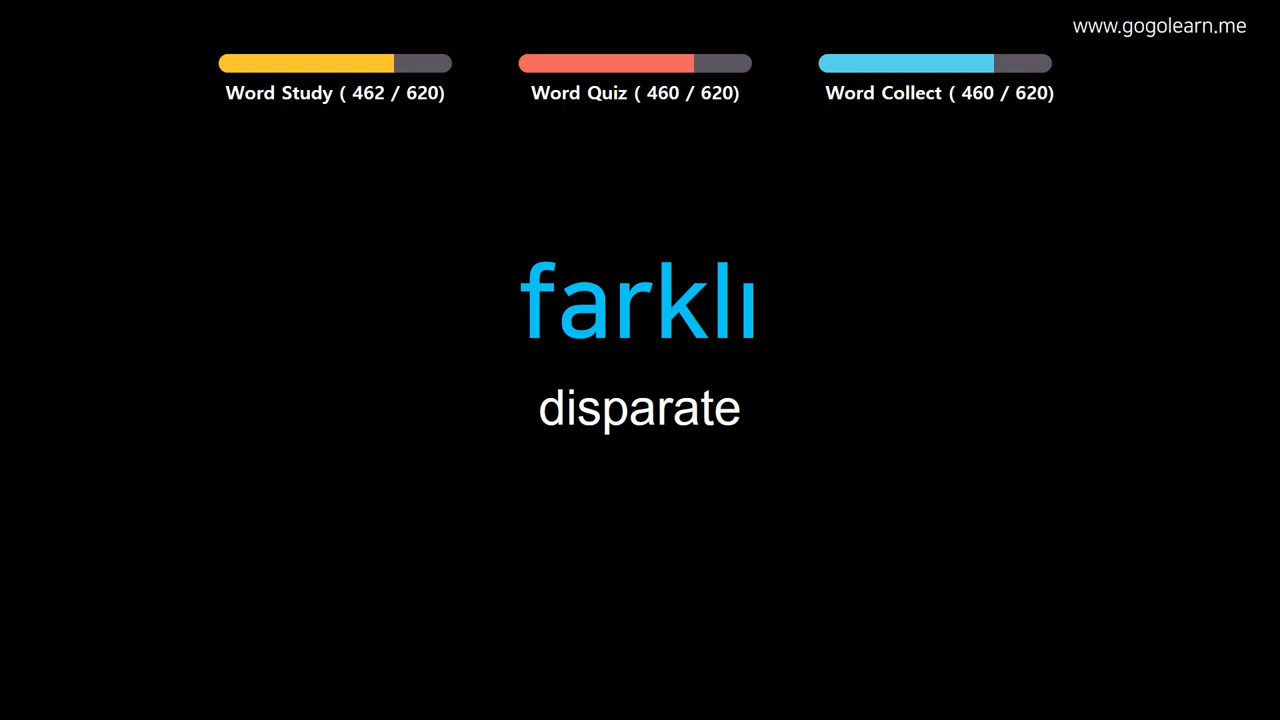 www.gogolearn.me
Word Study ( 462 / 620)
Word Quiz ( 460 / 620)
Word Collect ( 460 / 620)
farklı
disparate